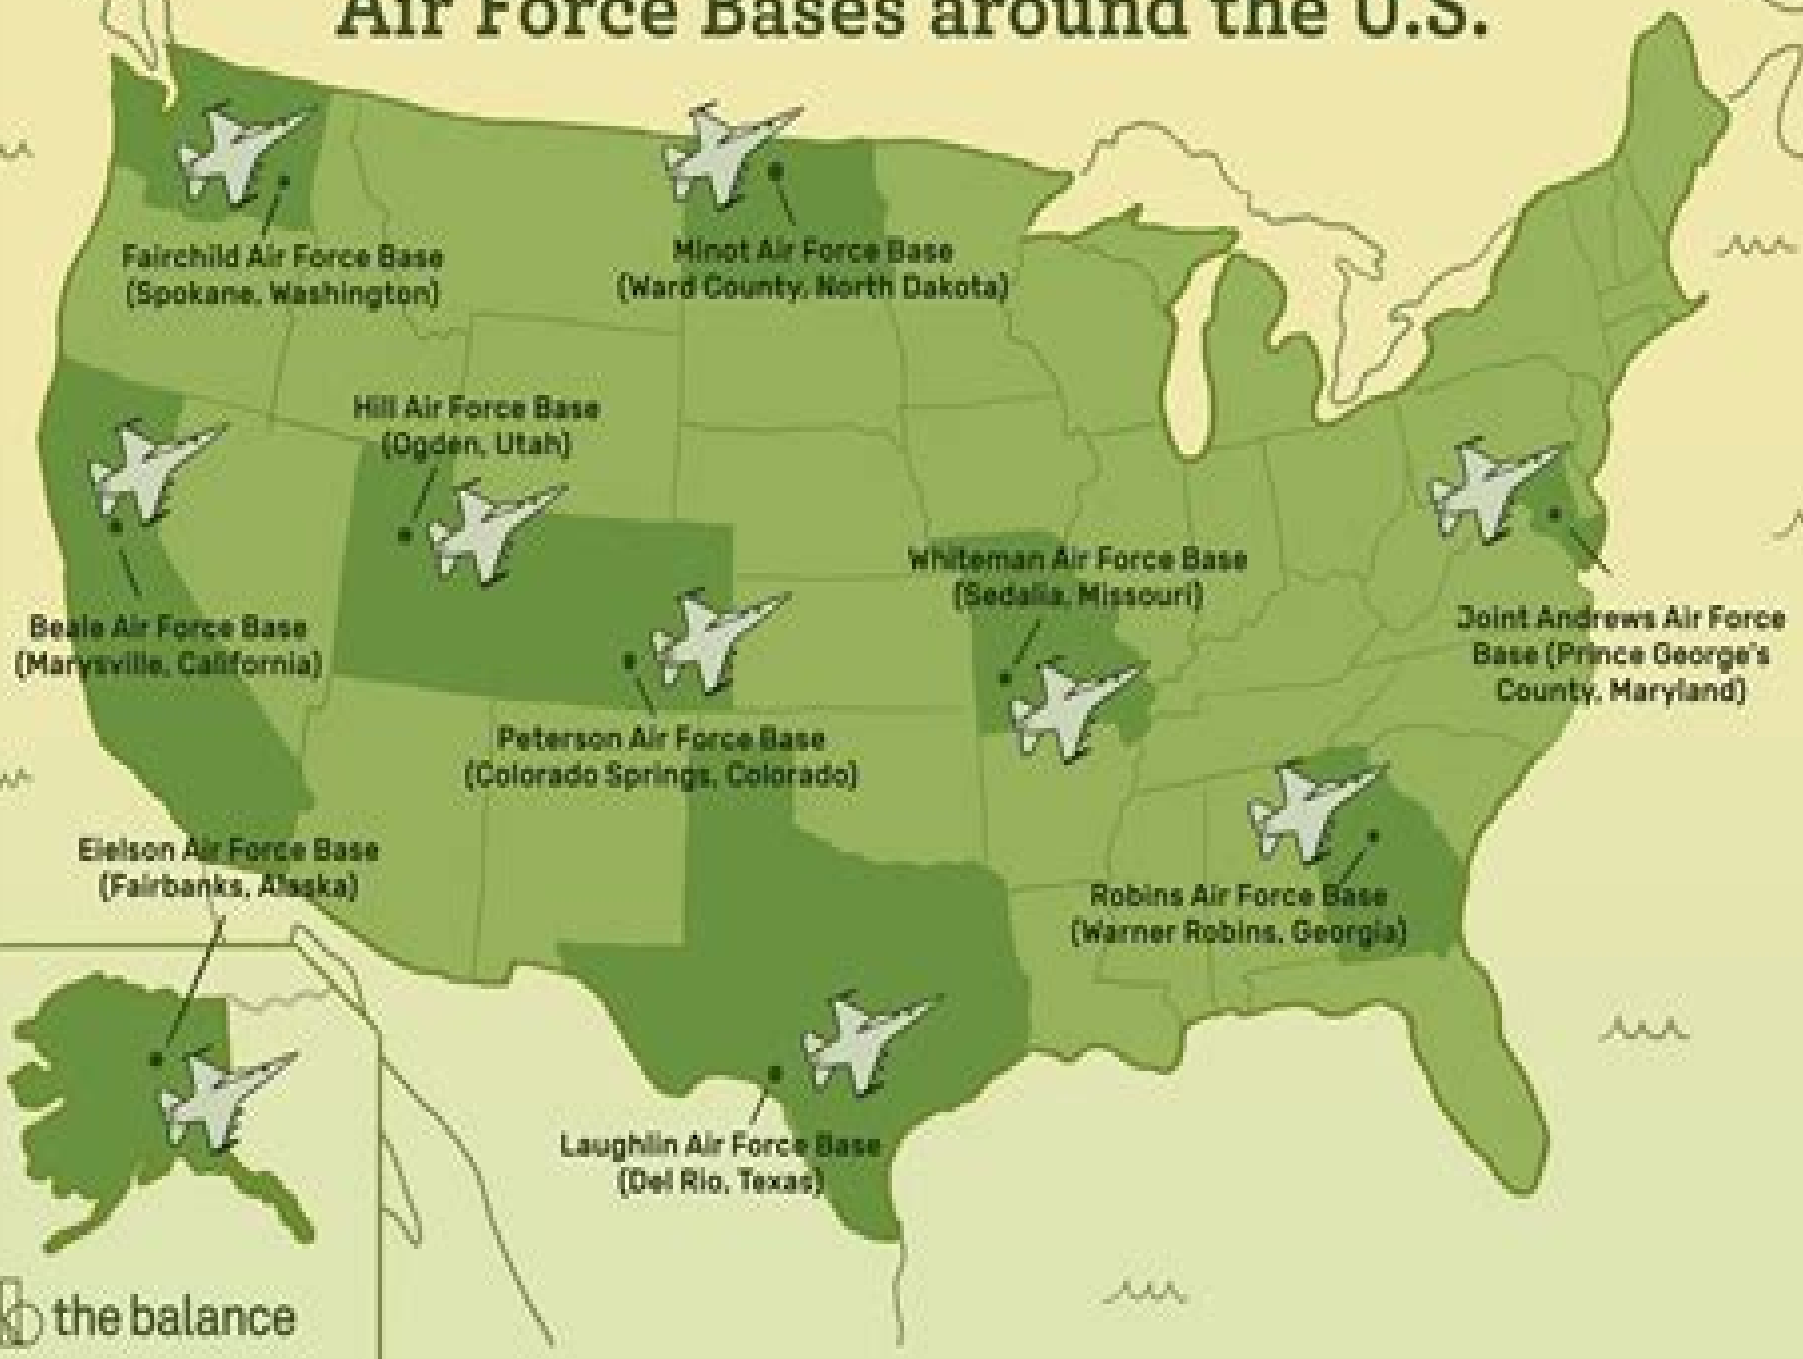 Air Force Bases around the U.S.
Fairchild Air Force Base
(Spokane, Washington)
Minot Air Force Base
(Ward County, North Dakota)
Hill Air Force Base
(Ogden, Utah)
Whiteman Air Force Base
(Sedalia, Missouri)
Beale Air Force Base
(Marysville, California)
Joint Andrews Air Force
Base (Prince George's
County, Maryland)
Peterson Air Force Base
(Colorado Springs, Colorado)
Eielson Air Force Base
(Fairbanks, Alaska)
Robins Air Force Base
(Warner Robins, Georgia)
Laughlin Air Force Base
(Del Rio, Texas)
the balance